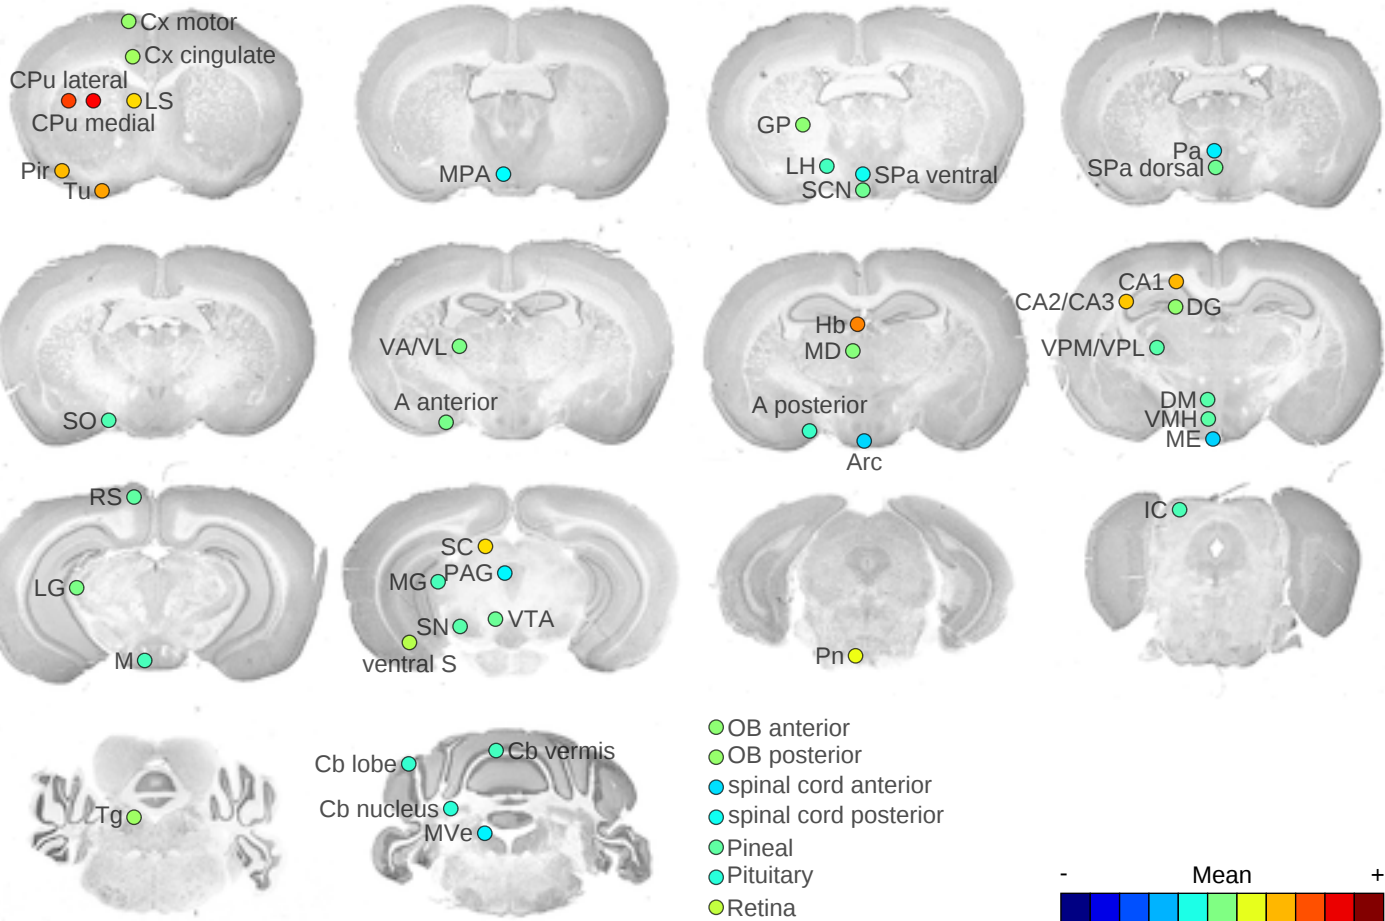 Cx motor
Cx cingulate
CPu lateral
LS
CPu medial
Pir
Tu
MPA
GP
LH
SPa ventral
SCN
Pa
SPa dorsal
SO
VA/VL
A anterior
Hb
MD
A posterior
Arc
CA1
CA2/CA3
DG
VPM/VPL
DM
VMH
ME
RS
LG
M
SC
PAG
MG
VTA
SN
ventral S
Pn
IC
Tg
Cb vermis
Cb lobe
Cb nucleus
MVe
OB anterior
OB posterior
spinal cord anterior
spinal cord posterior
Pineal
Pituitary
Retina
- Mean +